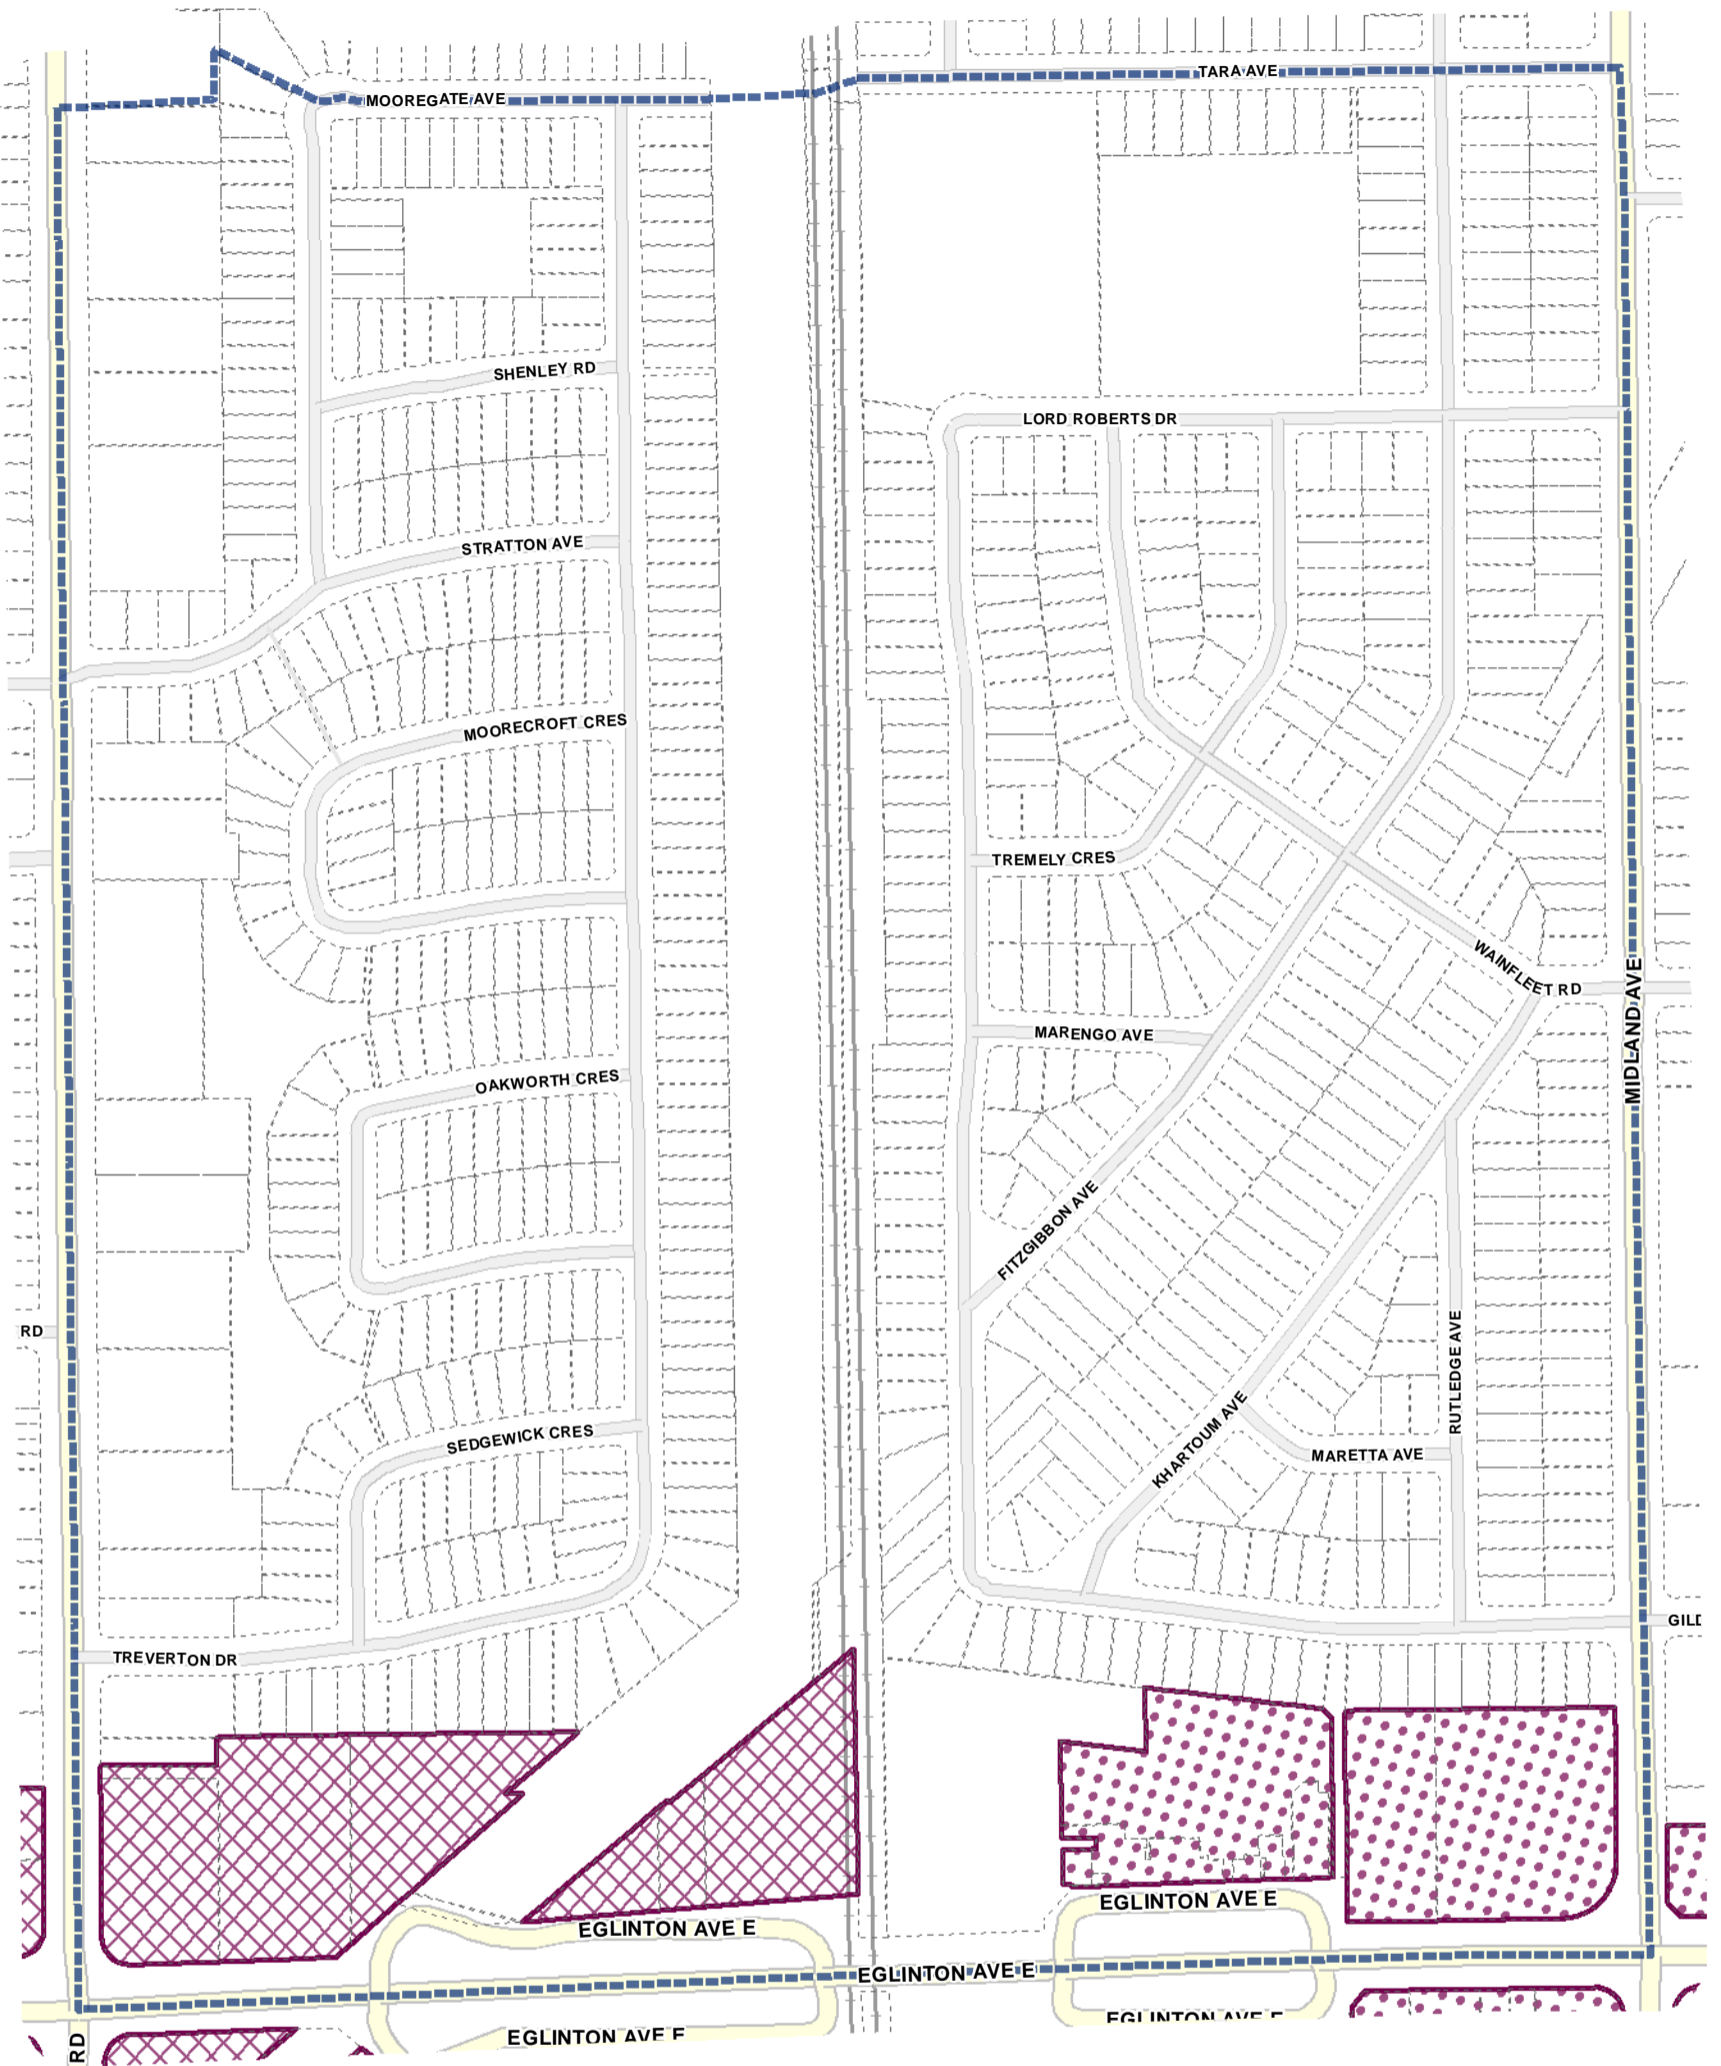 TARA AVE
MOOREGATE AVE
SHENLEY RD
LORD ROBERTS DR
STRATTON AVE
MOORECROFT CRES
TREMELY CRES
WAINFLEET RD
MIDLAND AVE
MARENGO AVE
OAKWORTH CRES
FITZGIBBON AVE
RD
RUTLEDGE AVE
KHARTOUM AVE
SEDGEWICK CRES
MARETTA AVE
GILD
TREVERTON DR
EGLINTON AVE E
EGLINTON AVE E
EGLINTON AVE E
EGLINTON AVE E
EGLINTON AVE E
RD